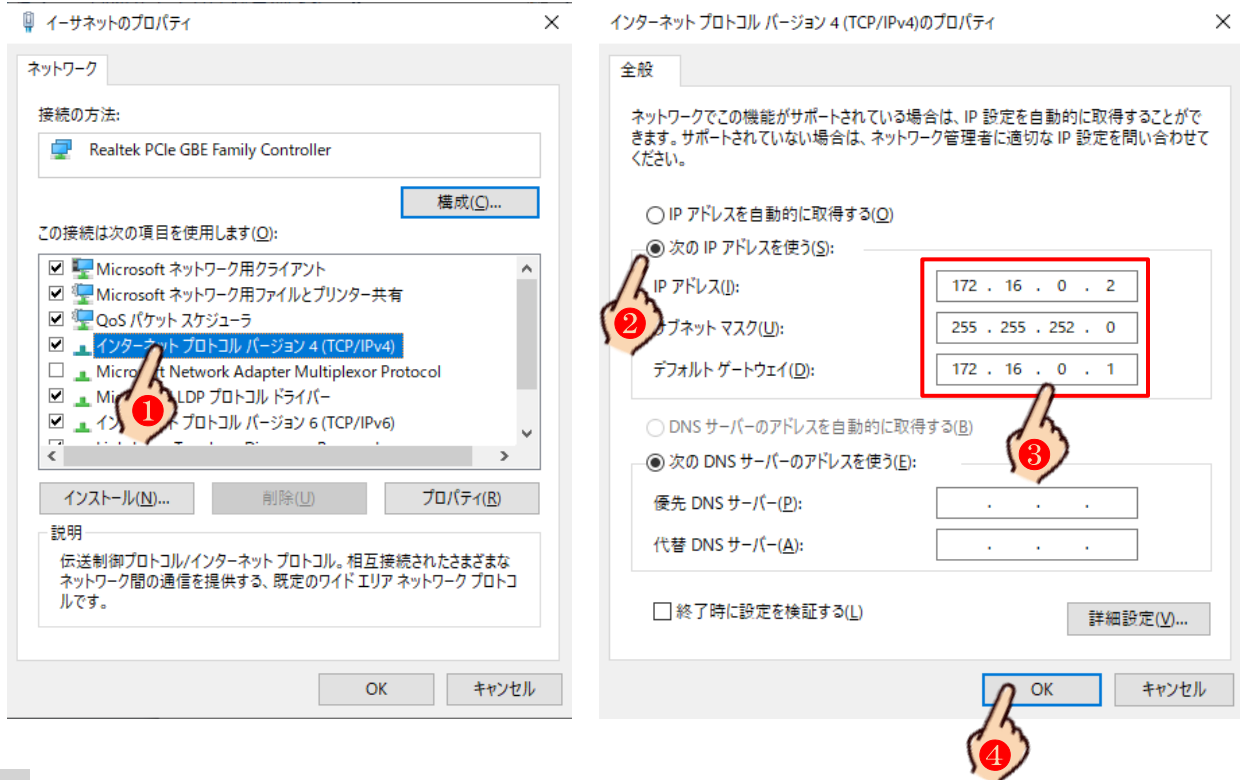 イーサネットのプロパティ
ネットワーク
接続の方法:
Realtek PCIe GBE Family Controller
構成(C)...
この接続は次の項目を使用します(O):
Microsoft ネットワーク用クライアント
Microsoft ネットワーク用ファイルとプリンター共有
QoS パケット スケジューラ
インターネット プロトコル バージョン 4 (TCP/IPv4)
Network Adapter Multiplexor Protocol
LDP プロトコル ドライバー
プロトコル バージョン 6 (TCP/IPv6)
1
インストール(N)...
削除(U)
プロパティ(R)
説明
伝送制御プロトコル/インターネット プロトコル。相互接続されたさまざまな
ネットワーク間の通信を提供する、既定のワイド エリア ネットワーク プロトコ
ルです。
OK
キャンセル
インターネット プロトコル バージョン 4 (TCP/IPv4)のプロパティ
全般
ネットワークでこの機能がサポートされている場合は、IP 設定を自動的に取得することがで
きます。サポートされていない場合は、ネットワーク管理者に適切な IP 設定を問い合わせて
ください。
IP アドレスを自動的に取得する(O)
次の IP アドレスを使う(S):
IP アドレス(I):
172 . 16 . 0 . 2
2
サブネット マスク(U):
255 . 255 . 252 . 0
デフォルト ゲートウェイ(D):
172 . 16 . 0 . 1
DNS サーバーのアドレスを自動的に取得する(B)
3
次の DNS サーバーのアドレスを使う(E):
優先 DNS サーバー(P):
. . .
代替 DNS サーバー(A):
. . .
終了時に設定を検証する(L)
詳細設定(V)...
OK
キャンセル
4